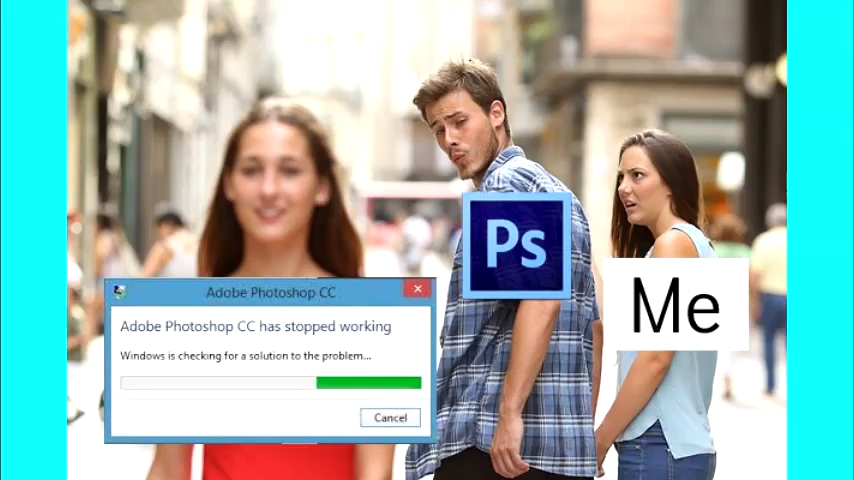 Ps
Me
Adobe Photoshop CC
Adobe Photoshop CC has stopped working
Windows is checking for a solution to the problem...
Cancel